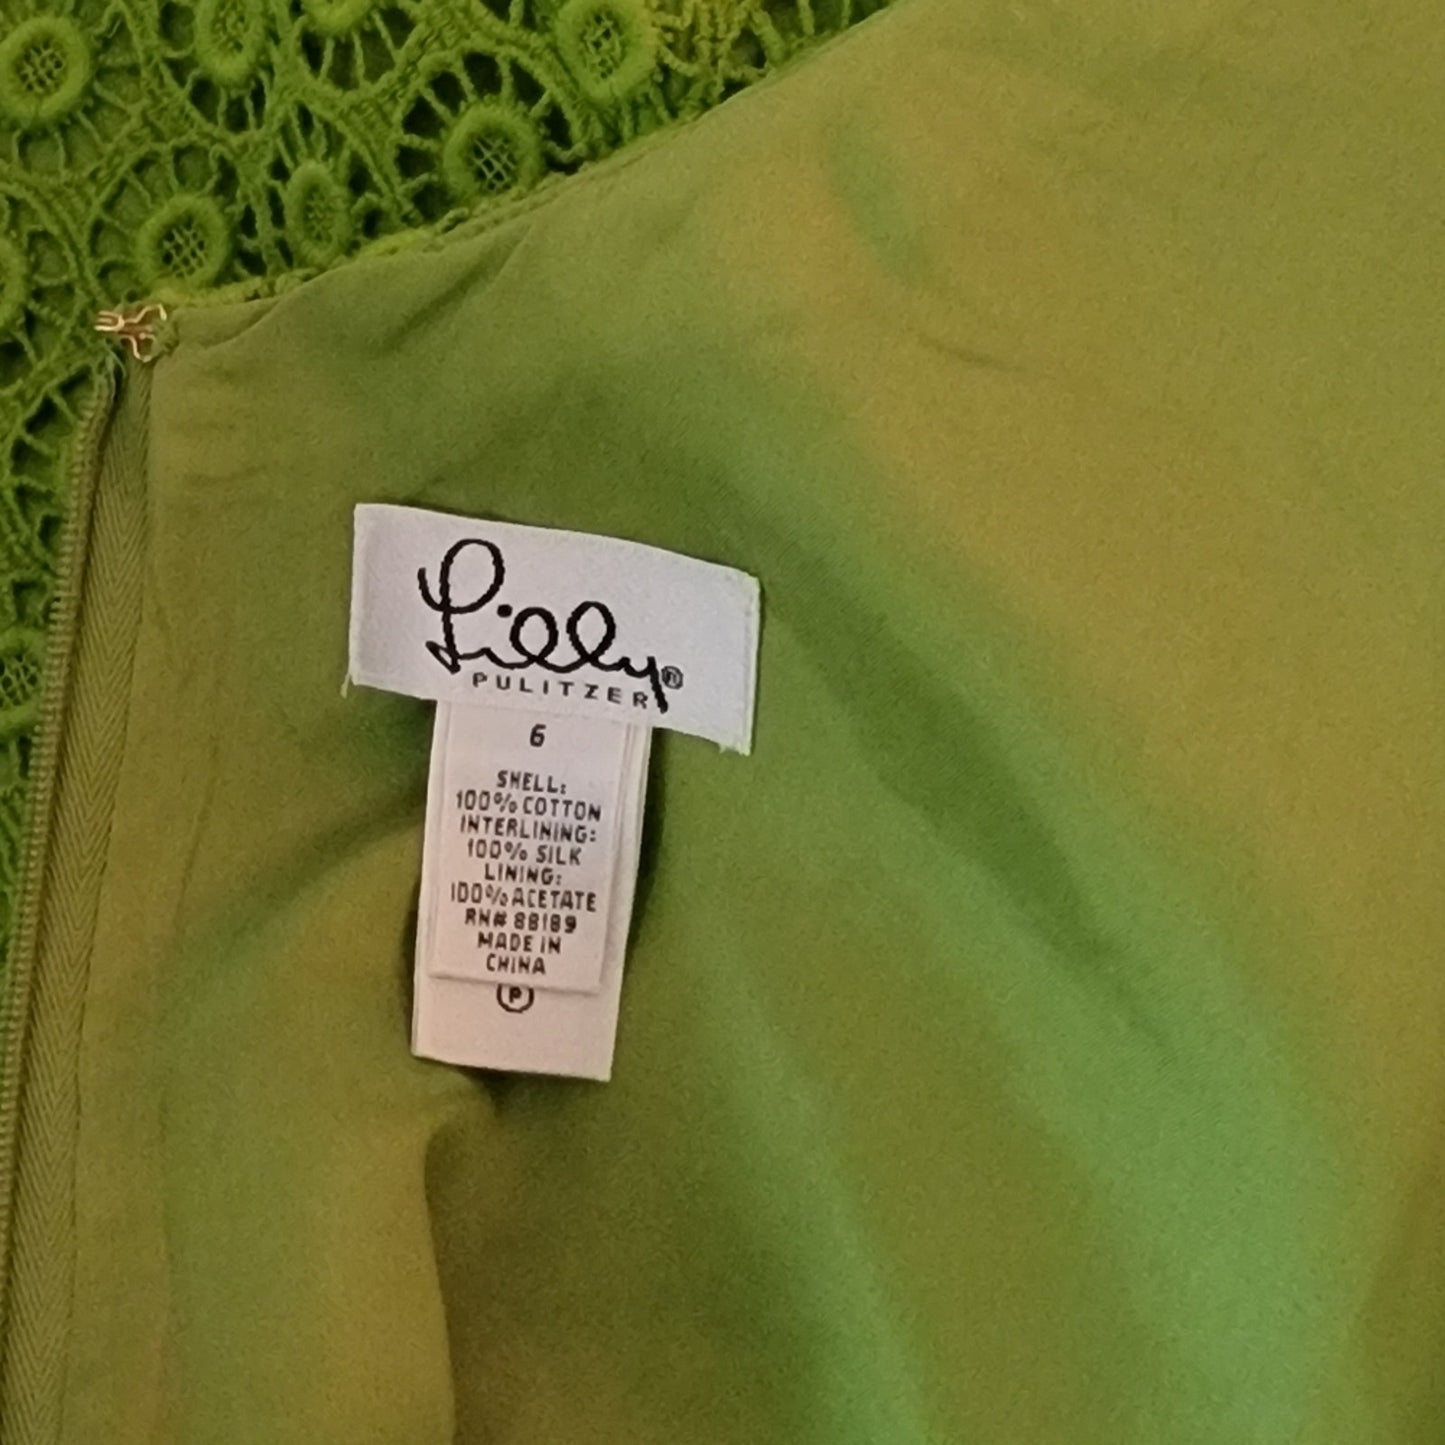 Lilly®
PULITZER
6
SHELL:
100% COTTON
INTERLINING:
100% SILK
LINING:
100% ACETATE
RN# 88189
MADE IN
CHINA
P